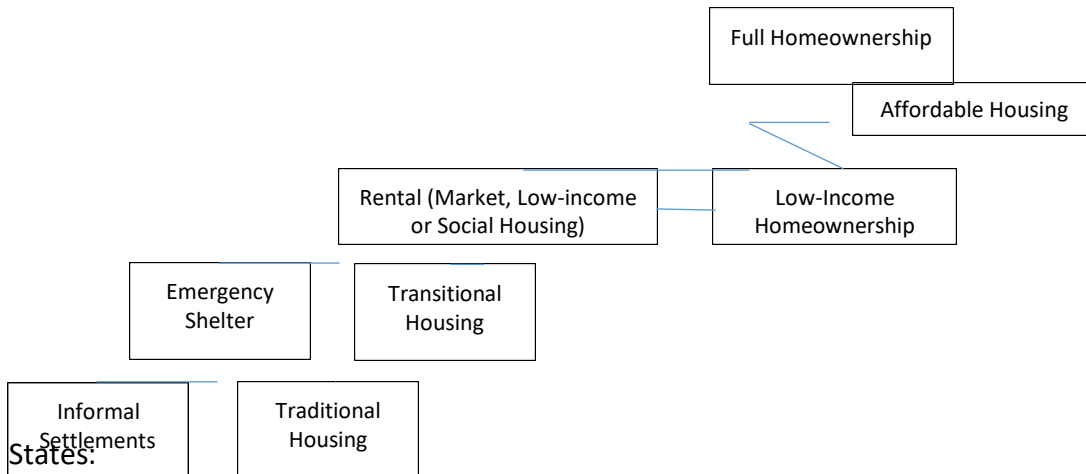 Full Homeownership
Affordable Housing
Rental (Market, Low-income
or Social Housing)
Low-Income
Homeownership
Emergency
Shelter
Transitional
Housing
Informal
Settlements
Traditional
Housing
States: